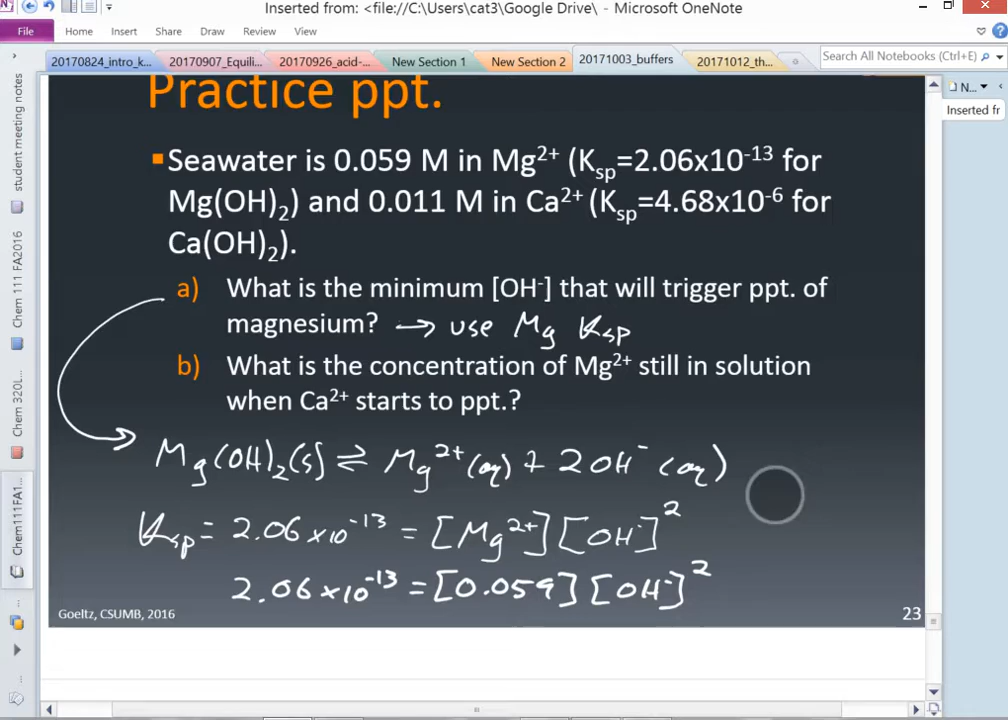 Inserted from: <file://C:\Users\cat3\Google Drive\ - Microsoft OneNote
File Home Insert Share Draw Review View
20170824_intro_k... 20170907_Equili... 20170926_acid-... New Section 1 New Section 2 20171003_buffers 20171012_th... Search All Notebooks (Ctrl+E)
N...
Inserted fr
student meeting notes
Chem 111 FA2016
Chem 320L
Chem111FA1
Practice ppt.
▪ Seawater is 0.059 M in Mg²⁺ (Ksp=2.06x10⁻¹³ for
Mg(OH)₂) and 0.011 M in Ca²⁺ (Ksp=4.68x10⁻⁶ for
Ca(OH)₂).
a) What is the minimum [OH⁻] that will trigger ppt. of
magnesium? → use Mg Ksp
b) What is the concentration of Mg²⁺ still in solution
when Ca²⁺ starts to ppt.?
Mg(OH)₂(s) ⇌ Mg²⁺(aq) + 2OH⁻(aq)
Ksp = 2.06×10⁻¹³ = [Mg²⁺][OH⁻]²
2.06×10⁻¹³ = [0.059][OH⁻]²
Goeltz, CSUMB, 2016 23